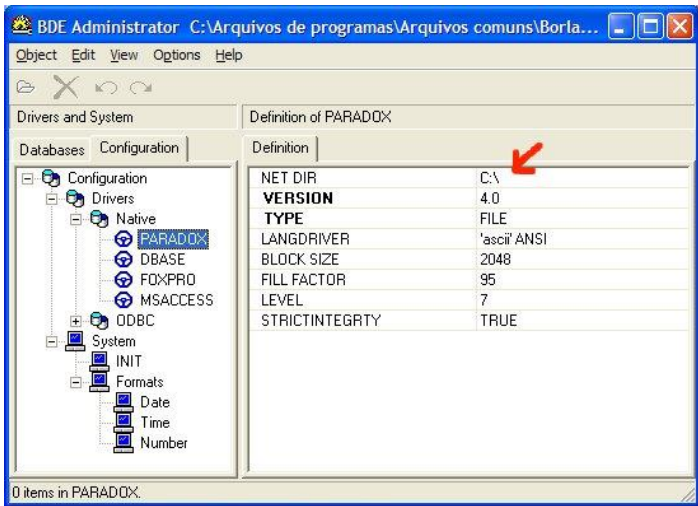 BDE Administrator C:\Arquivos de programas\Arquivos comuns\Borla...
Object Edit View Options Help
Drivers and System
Definition of PARADOX
Databases Configuration
Definition
Configuration
Drivers
Native
PARADOX
DBASE
FOXPRO
MSACCESS
ODBC
System
INIT
Formats
Date
Time
Number
NET DIR C:\
VERSION 4.0
TYPE FILE
LANGDRIVER 'ascii' ANSI
BLOCK SIZE 2048
FILL FACTOR 95
LEVEL 7
STRICTINTEGRTY TRUE
0 items in PARADOX.